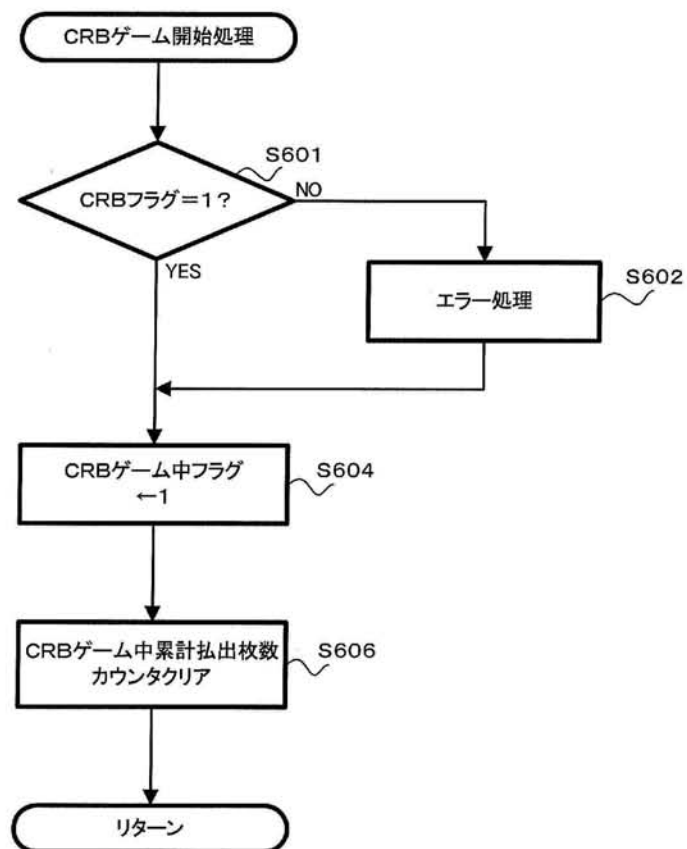 CRBゲーム開始処理
S601
CRBフラグ=1?
NO
YES
エラー処理
S602
CRBゲーム中フラグ
←1
S604
CRBゲーム中累計払出枚数
カウンタクリア
S606
リターン